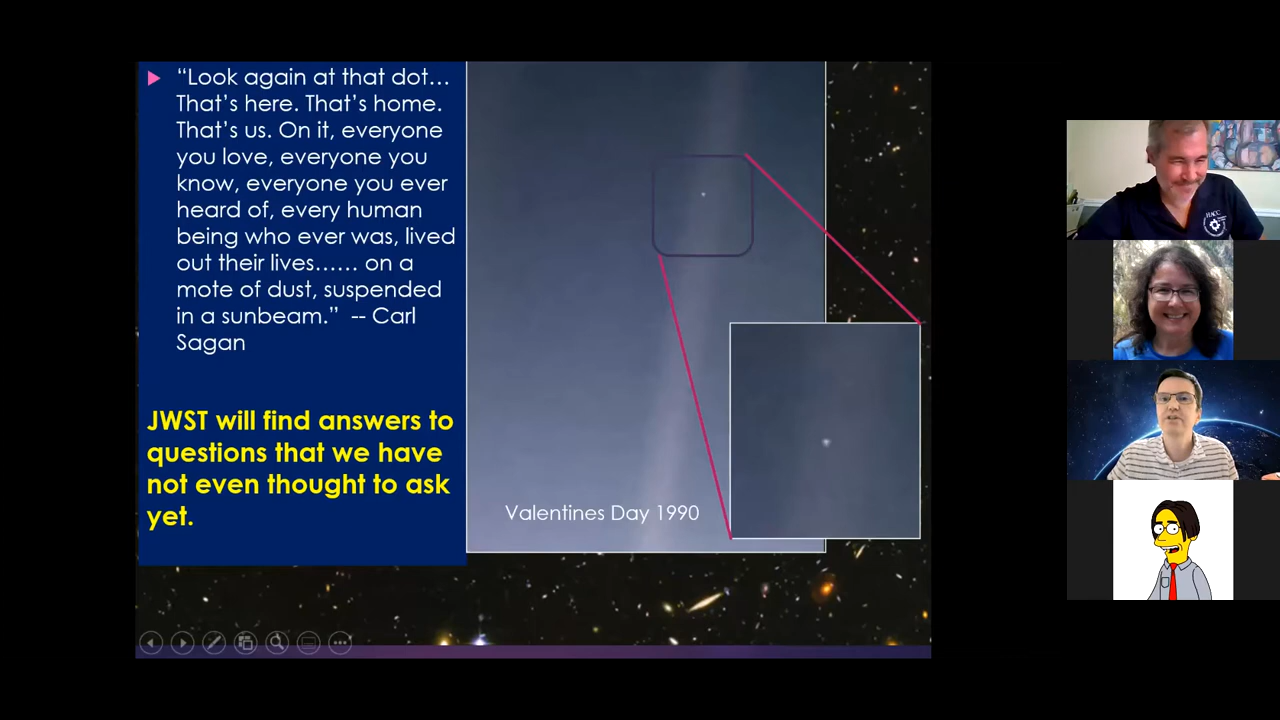 “Look again at that dot…
That’s here. That’s home.
That’s us. On it, everyone
you love, everyone you
know, everyone you ever
heard of, every human
being who ever was, lived
out their lives…… on a
mote of dust, suspended
in a sunbeam.” -- Carl
Sagan
JWST will find answers to
questions that we have
not even thought to ask
yet.
Valentines Day 1990
HACC